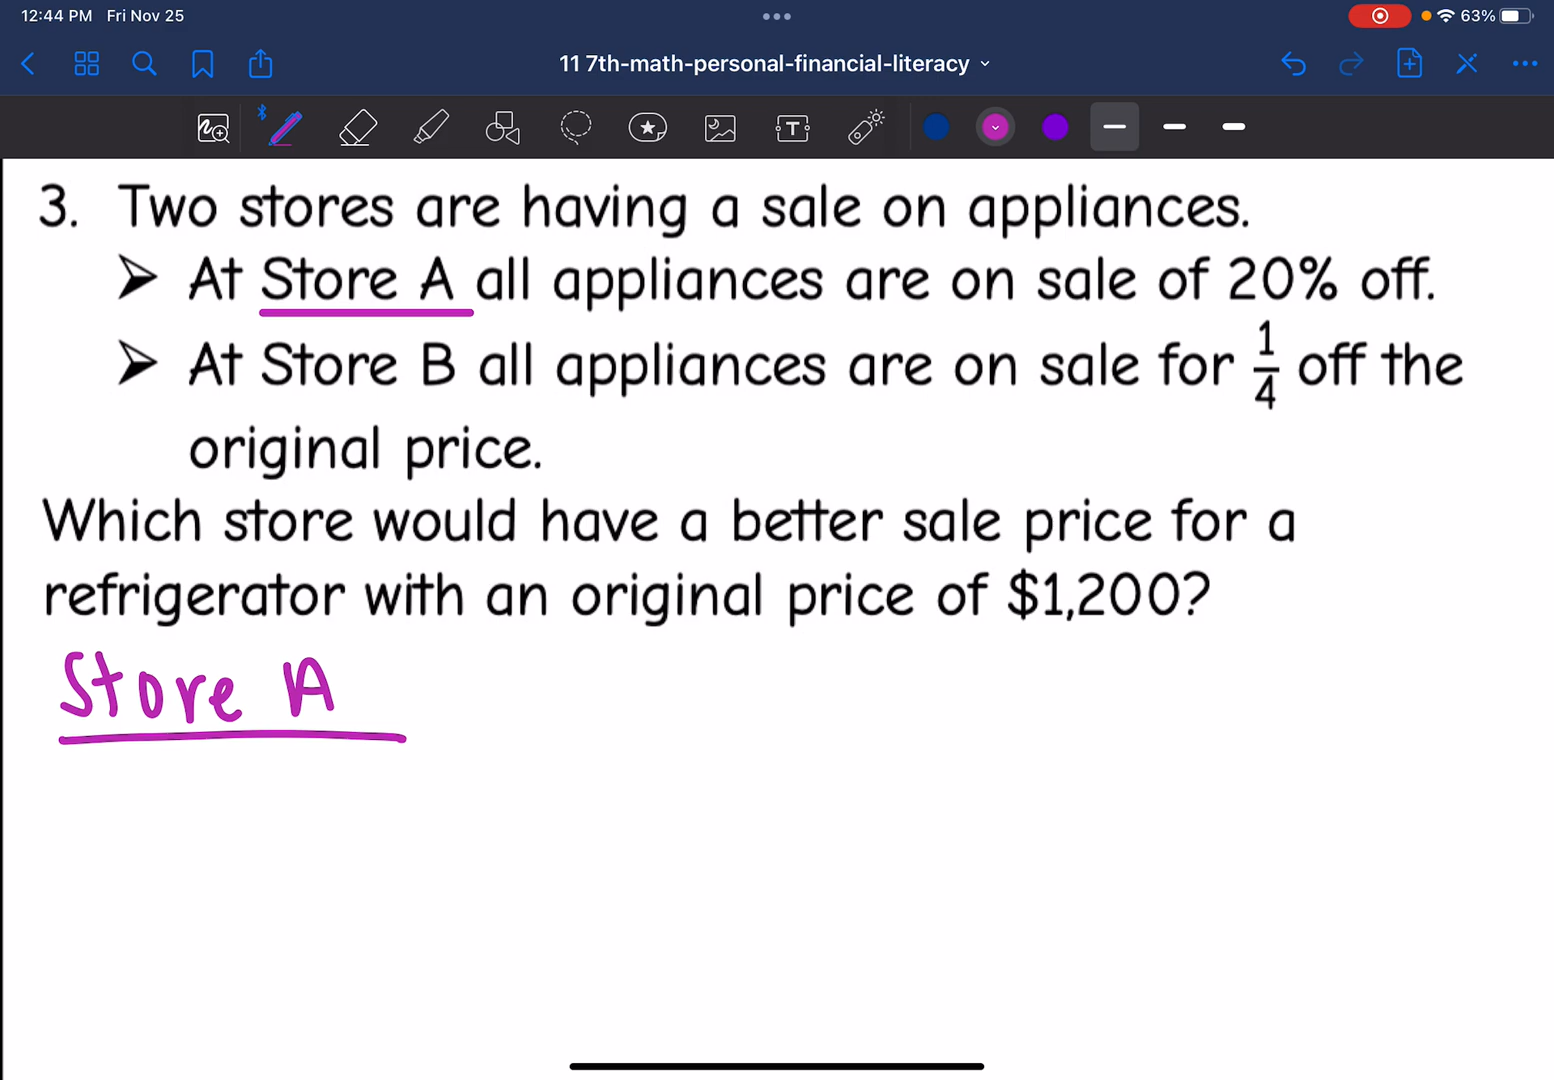 12:44 PM Fri Nov 25
63%
11 7th-math-personal-financial-literacy
T
3. Two stores are having a sale on appliances.
➢ At Store A all appliances are on sale of 20% off.
➢ At Store B all appliances are on sale for 1/4 off the
original price.
Which store would have a better sale price for a
refrigerator with an original price of $1,200?
Store A